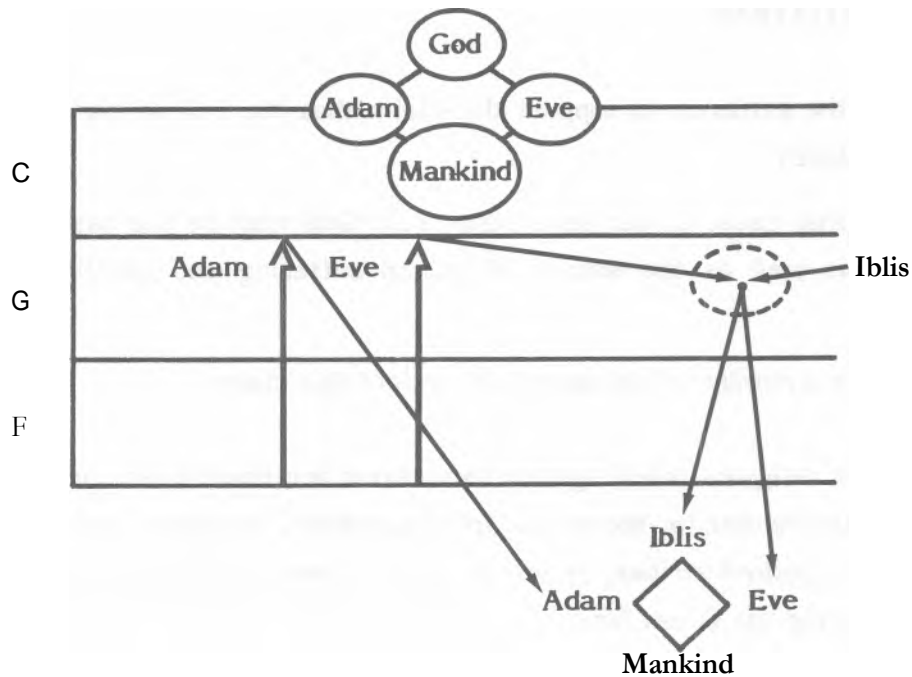 God
Adam Eve
Mankind
C
Adam Eve
Iblis
G
F
Iblis
Adam Eve
Mankind